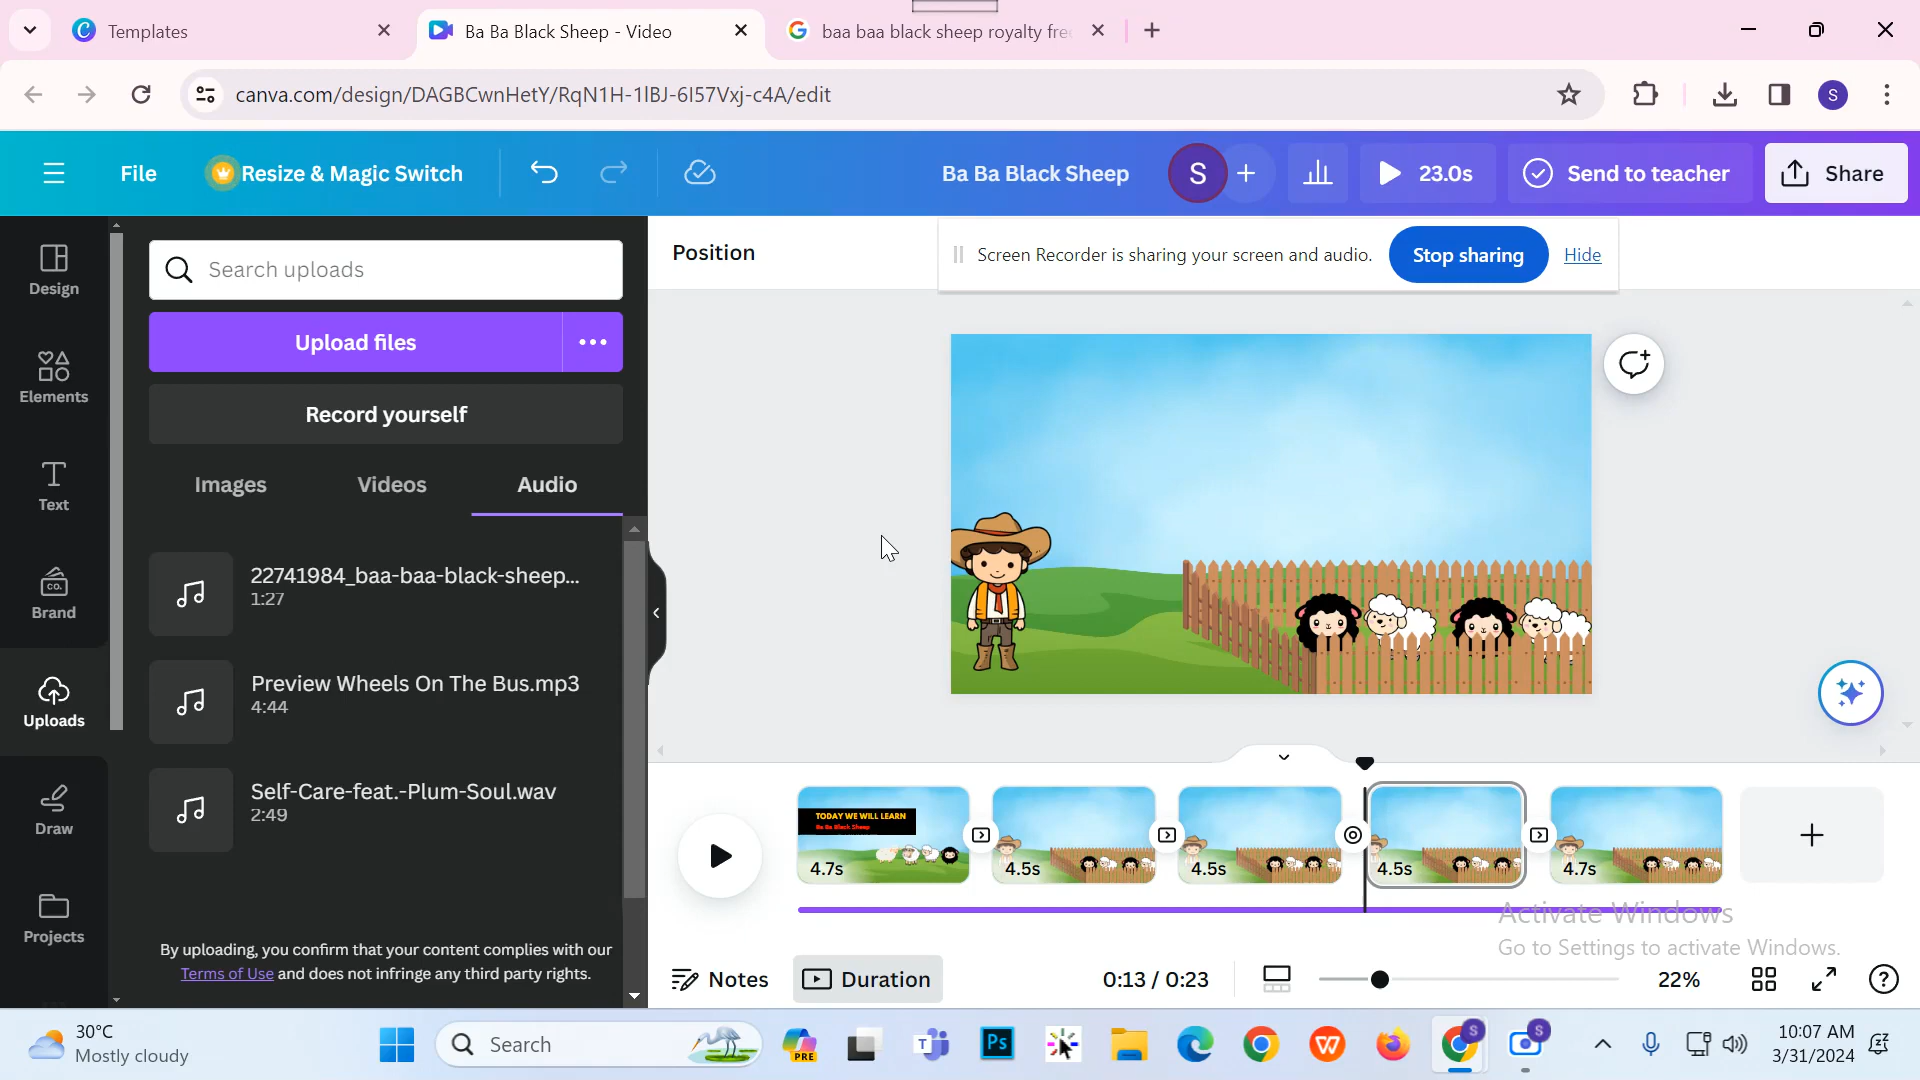 Templates
Ba Ba Black Sheep - Video
baa baa black sheep royalty fre
canva.com/design/DAGBCwnHetY/RqN1H-1lBJ-6I57Vxj-c4A/edit
S
File
Resize & Magic Switch
Ba Ba Black Sheep
S
23.0s
Send to teacher
Share
Design
Elements
Text
CO.
Brand
Uploads
Draw
Projects
Search uploads
Upload files
Record yourself
Images
Videos
Audio
22741984_baa-baa-black-sheep...
1:27
Preview Wheels On The Bus.mp3
4:44
Self-Care-feat.-Plum-Soul.wav
2:49
By uploading, you confirm that your content complies with our
Terms of Use and does not infringe any third party rights.
Position
Screen Recorder is sharing your screen and audio.
Stop sharing
Hide
TODAY WE WILL LEARN
Ba Ba Black Sheep
4.7s
4.5s
4.5s
4.5s
4.7s
Activate Windows
Go to Settings to activate Windows.
Notes
Duration
0:13 / 0:23
22%
30°C
Mostly cloudy
Search
PRE
T
Ps
W
S
S
10:07 AM
3/31/2024